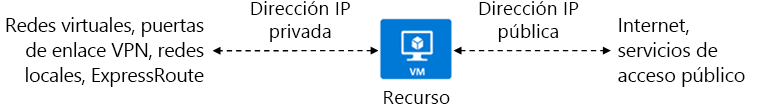 Redes virtuales, puertas
de enlace VPN, redes
locales, ExpressRoute
Dirección IP
privada
VM
Recurso
Dirección IP
pública
Internet,
servicios de
acceso público